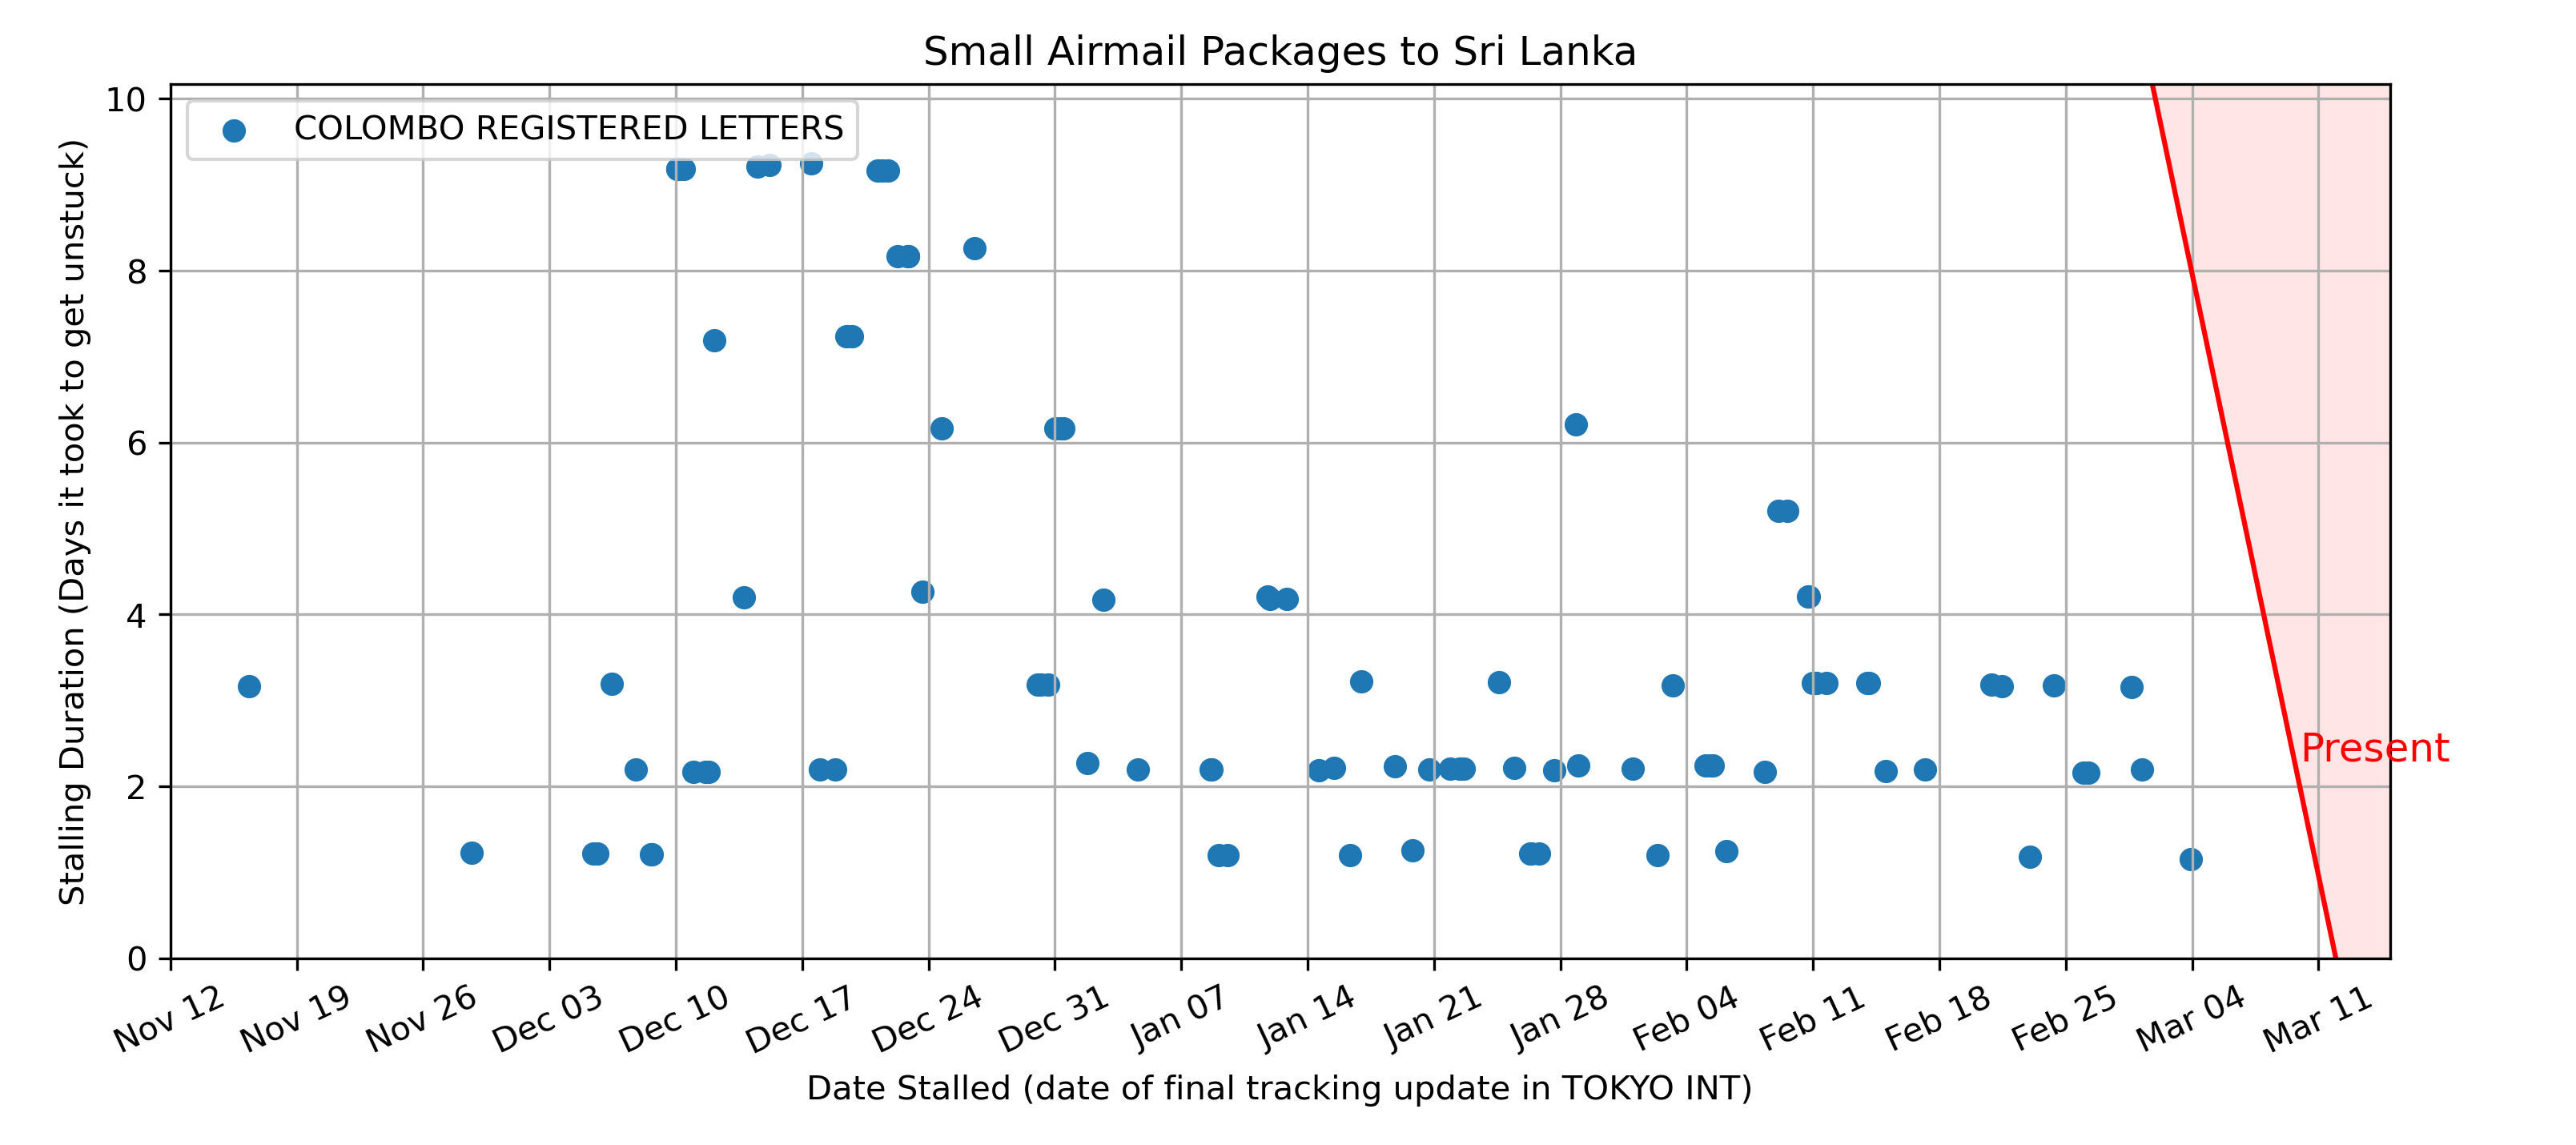 Small Airmail Packages to Sri Lanka
COLOMBO REGISTERED LETTERS
Stalling Duration (Days it took to get unstuck)
10
8
6
4
2
0
Present
Nov 12 Nov 19 Nov 26 Dec 03 Dec 10 Dec 17 Dec 24 Dec 31 Jan 07 Jan 14 Jan 21 Jan 28 Feb 04 Feb 11 Feb 18 Feb 25 Mar 04 Mar 11
Date Stalled (date of final tracking update in TOKYO INT)